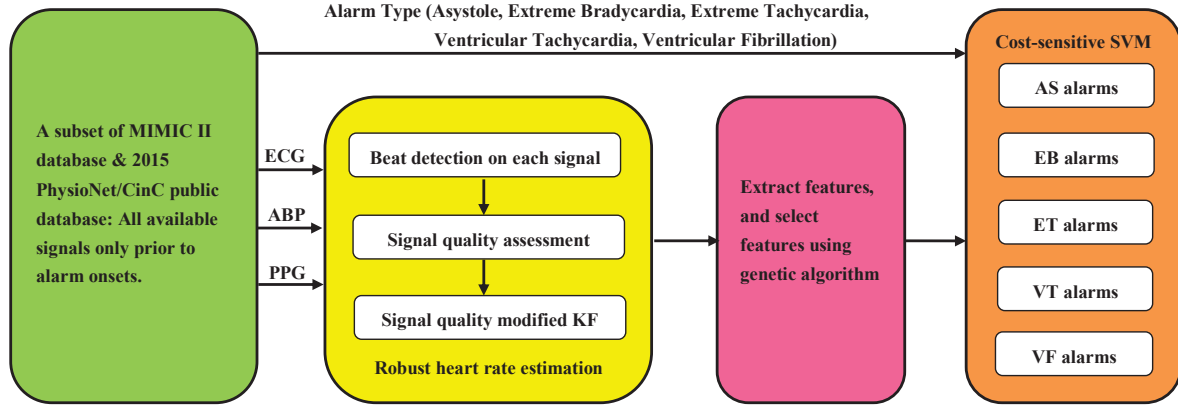 Alarm Type (Asystole, Extreme Bradycardia, Extreme Tachycardia,
Ventricular Tachycardia, Ventricular Fibrillation)
A subset of MIMIC II
database & 2015
PhysioNet/CinC public
database: All available
signals only prior to
alarm onsets.
ECG
ABP
PPG
Beat detection on each signal
Signal quality assessment
Signal quality modified KF
Robust heart rate estimation
Extract features,
and select
features using
genetic algorithm
Cost-sensitive SVM
AS alarms
EB alarms
ET alarms
VT alarms
VF alarms